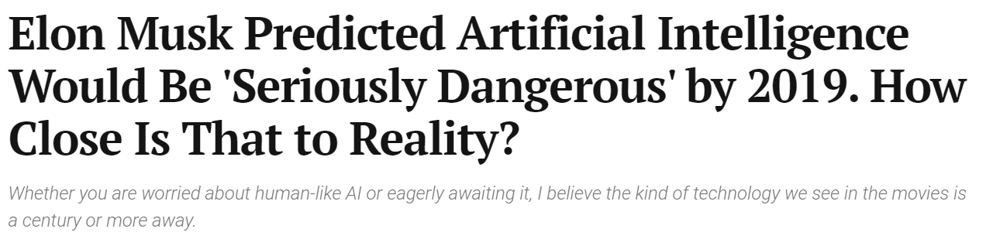 Elon Musk Predicted Artificial Intelligence
Would Be 'Seriously Dangerous' by 2019. How
Close Is That to Reality?
Whether you are worried about human-like AI or eagerly awaiting it, I believe the kind of technology we see in the movies is
a century or more away.